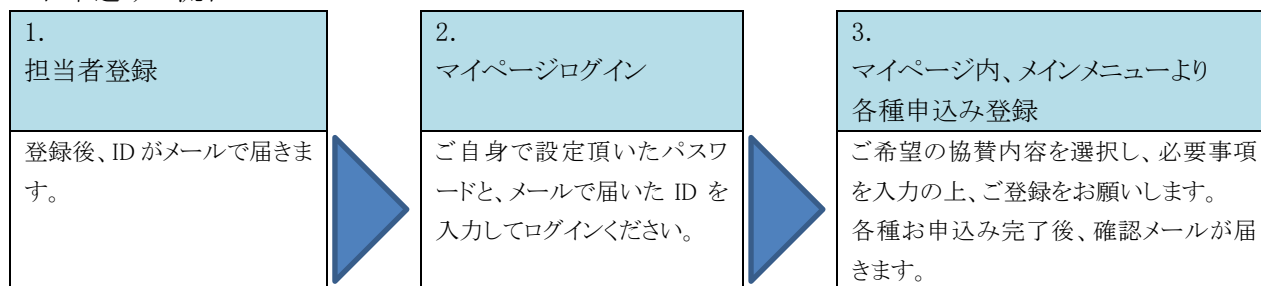 1.
担当者登録
登録後、ID がメールで届きま
す。
2.
マイページログイン
ご自身で設定頂いたパスワ
ードと、メールで届いた ID を
入力してログインください。
3.
マイページ内、メインメニューより
各種申込み登録
ご希望の協賛内容を選択し、必要事項
を入力の上、ご登録をお願いします。
各種お申込み完了後、確認メールが届
きます。